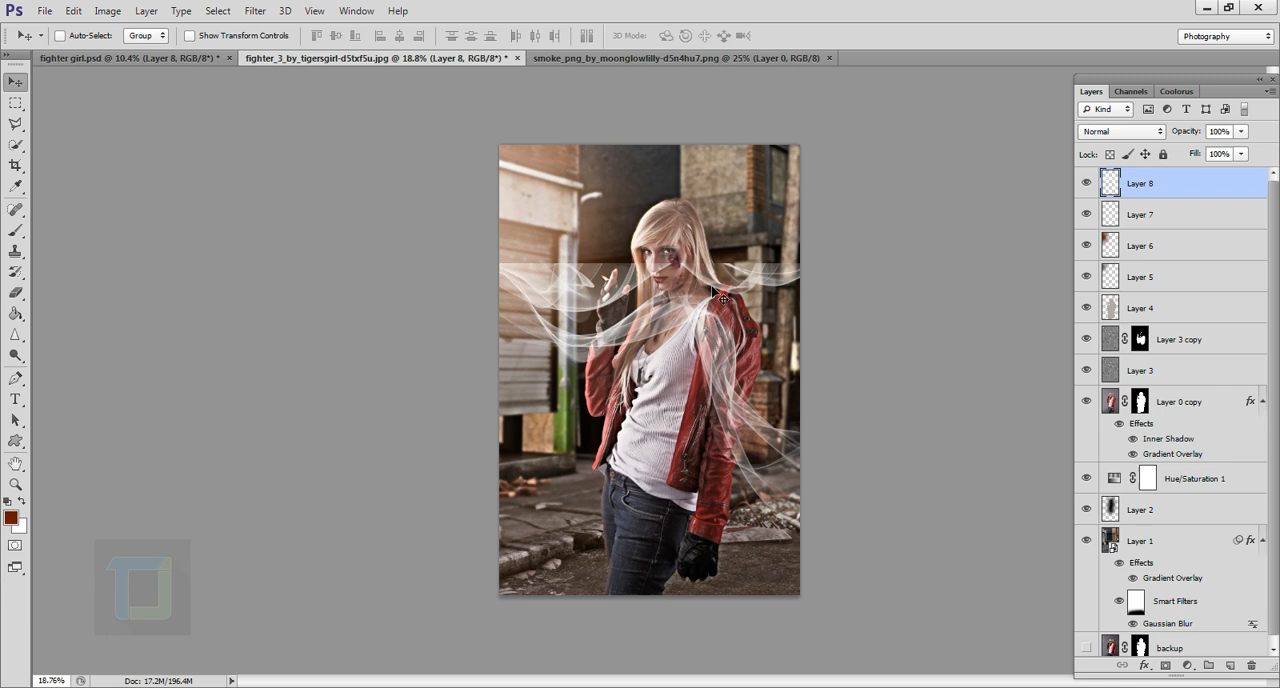 Ps File Edit Image Layer Type Select Filter 3D View Window Help
Auto-Select: Group Show Transform Controls 3D Mode: Photography
fighter girl.psd @ 10.4% (Layer 8, RGB/8*) * × fighter_3_by_tigersgirl-d5txf5u.jpg @ 18.8% (Layer 8, RGB/8*) * × smoke_png_by_moonglowlilly-d5n4hu7.png @ 25% (Layer 0, RGB/8) ×
Layers Channels Coolorus
Kind
Normal Opacity: 100%
Lock: Fill: 100%
Layer 8
Layer 7
Layer 6
Layer 5
Layer 4
Layer 3 copy
Layer 3
Layer 0 copy fx
Effects
Inner Shadow
Gradient Overlay
Hue/Saturation 1
Layer 2
Layer 1 fx
Effects
Gradient Overlay
Smart Filters
Gaussian Blur
backup
fx
18.76% Doc: 17.2M/196.4M